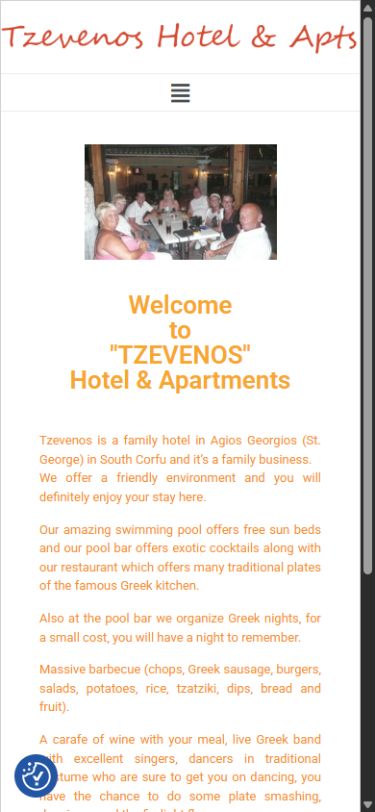 Tzevenos Hotel & Apts
Welcome
to
"TZEVENOS"
Hotel & Apartments
Tzevenos is a family hotel in Agios Georgios (St.
George) in South Corfu and it's a family business.
We offer a friendly environment and you will
definitely enjoy your stay here.
Our amazing swimming pool offers free sun beds
and our pool bar offers exotic cocktails along with
our restaurant which offers many traditional plates
of the famous Greek kitchen.
Also at the pool bar we organize Greek nights, for
a small cost, you will have a night to remember.
Massive barbecue (chops, Greek sausage, burgers,
salads, potatoes, rice, tzatziki, dips, bread and
fruit).
A carafe of wine with your meal, live Greek band
with excellent singers, dancers in traditional
costume who are sure to get you on dancing, you
have the chance to do some plate smashing,